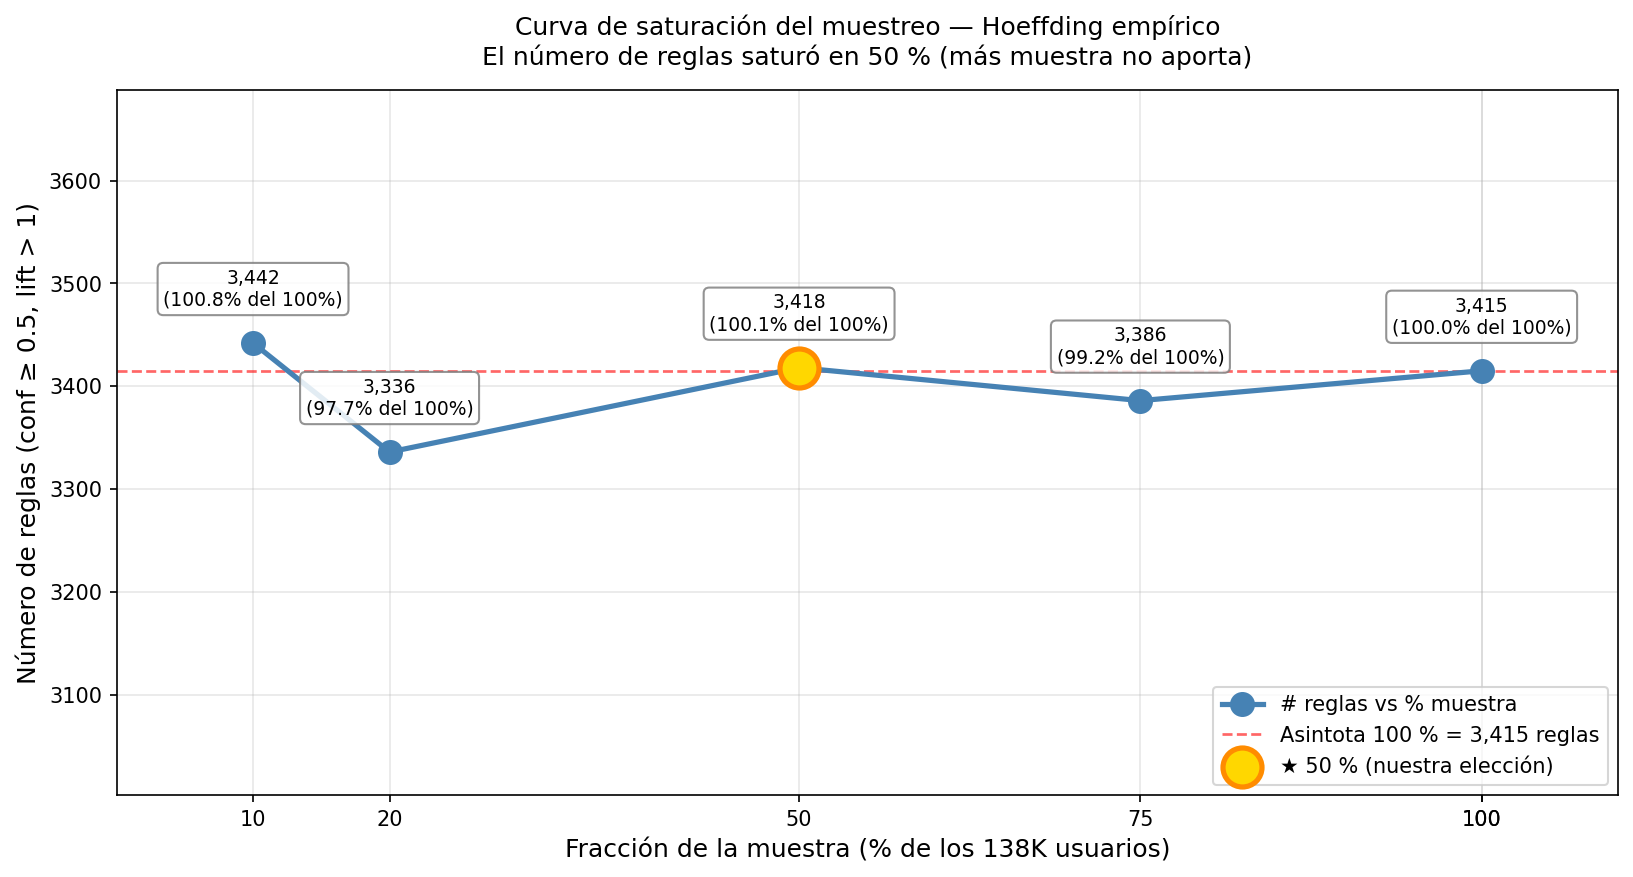 Curva de saturación del muestreo — Hoeffding empírico
El número de reglas saturó en 50 % (más muestra no aporta)
Número de reglas (conf ≥ 0.5, lift > 1)
3600
3500
3400
3300
3200
3100
3,442
(100.8% del 100%)
3,336
(97.7% del 100%)
3,418
(100.1% del 100%)
3,386
(99.2% del 100%)
3,415
(100.0% del 100%)
# reglas vs % muestra
Asintota 100 % = 3,415 reglas
★ 50 % (nuestra elección)
10
20
50
75
100
Fracción de la muestra (% de los 138K usuarios)